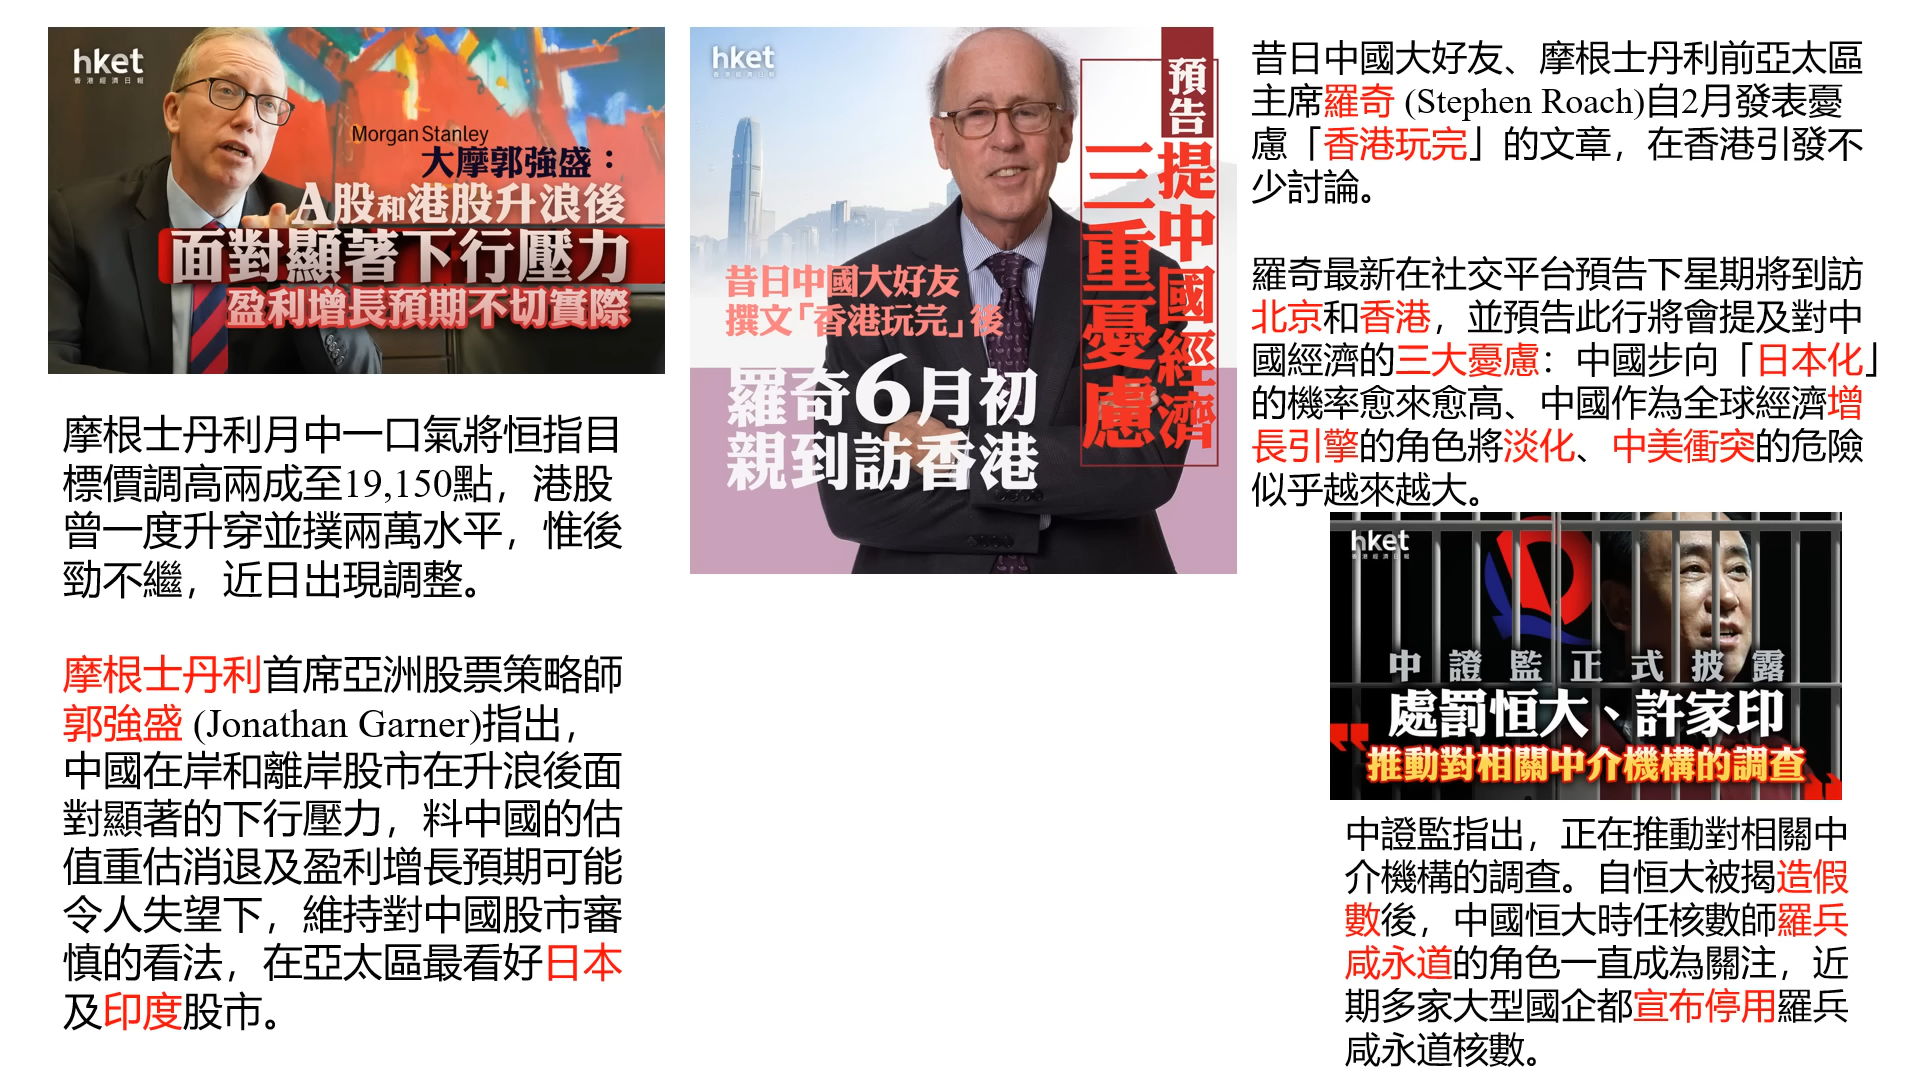 hket
香港經濟日報
Morgan Stanley
大摩郭強盛：
A股和港股升浪後
面對顯著下行壓力
盈利增長預期不切實際
摩根士丹利月中一口氣將恒指目
標價調高兩成至19,150點，港股
曾一度升穿並撲兩萬水平，惟後
勁不繼，近日出現調整。
摩根士丹利首席亞洲股票策略師
郭強盛 (Jonathan Garner)指出，
中國在岸和離岸股市在升浪後面
對顯著的下行壓力，料中國的估
值重估消退及盈利增長預期可能
令人失望下，維持對中國股市審
慎的看法，在亞太區最看好日本
及印度股市。
hket
香港經濟日報
預告
提中國經濟
三重憂慮
昔日中國大好友
撰文「香港玩完」後
羅奇6月初
親到訪香港
昔日中國大好友、摩根士丹利前亞太區
主席羅奇 (Stephen Roach)自2月發表憂
慮「香港玩完」的文章，在香港引發不
少討論。
羅奇最新在社交平台預告下星期將到訪
北京和香港，並預告此行將會提及對中
國經濟的三大憂慮：中國步向「日本化」
的機率愈來愈高、中國作為全球經濟增
長引擎的角色將淡化、中美衝突的危險
似乎越來越大。
hket
香港經濟日報
中證監正式披露
處罰恒大、許家印
"推動對相關中介機構的調查"
中證監指出，正在推動對相關中
介機構的調查。自恒大被揭造假
數後，中國恒大時任核數師羅兵
咸永道的角色一直成為關注，近
期多家大型國企都宣布停用羅兵
咸永道核數。